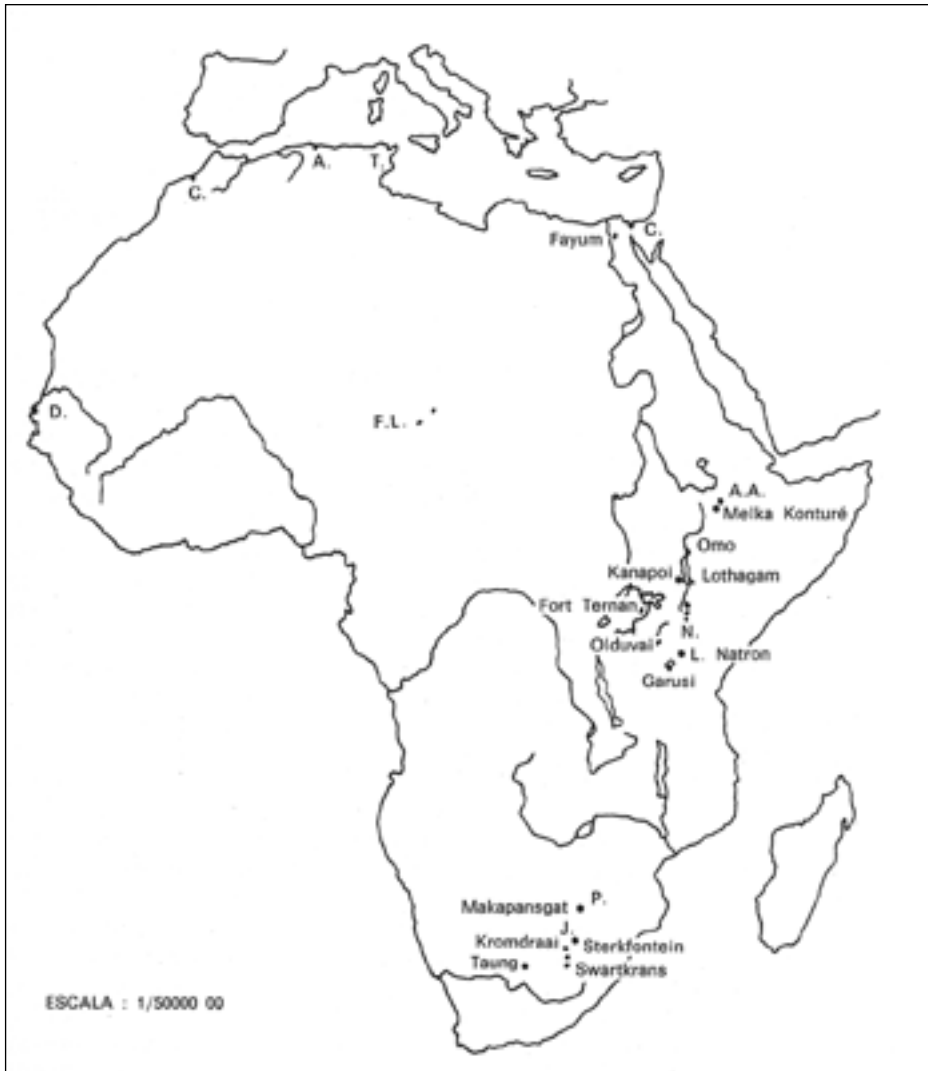 A.
T.
C.
C.
Fayum
D.
F.L.
A.A.
Melka Konturé
Omo
Kanapoi
Lothagam
Fort Ternan
N.
Olduvai
L. Natron
Garusi
P.
Makapansgat
J.
Kromdraai
Sterkfontein
Taung
Swartkrans
ESCALA : 1/50000 00